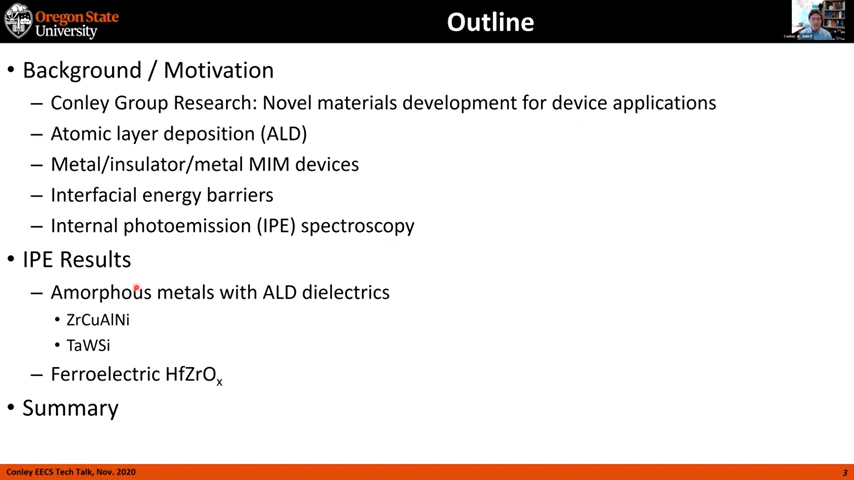 Oregon State
University
Outline
• Background / Motivation
– Conley Group Research: Novel materials development for device applications
– Atomic layer deposition (ALD)
– Metal/insulator/metal MIM devices
– Interfacial energy barriers
– Internal photoemission (IPE) spectroscopy
• IPE Results
– Amorphous metals with ALD dielectrics
• ZrCuAlNi
• TaWSi
– Ferroelectric HfZrOₓ
• Summary
Conley EECS Tech Talk, Nov. 2020
3